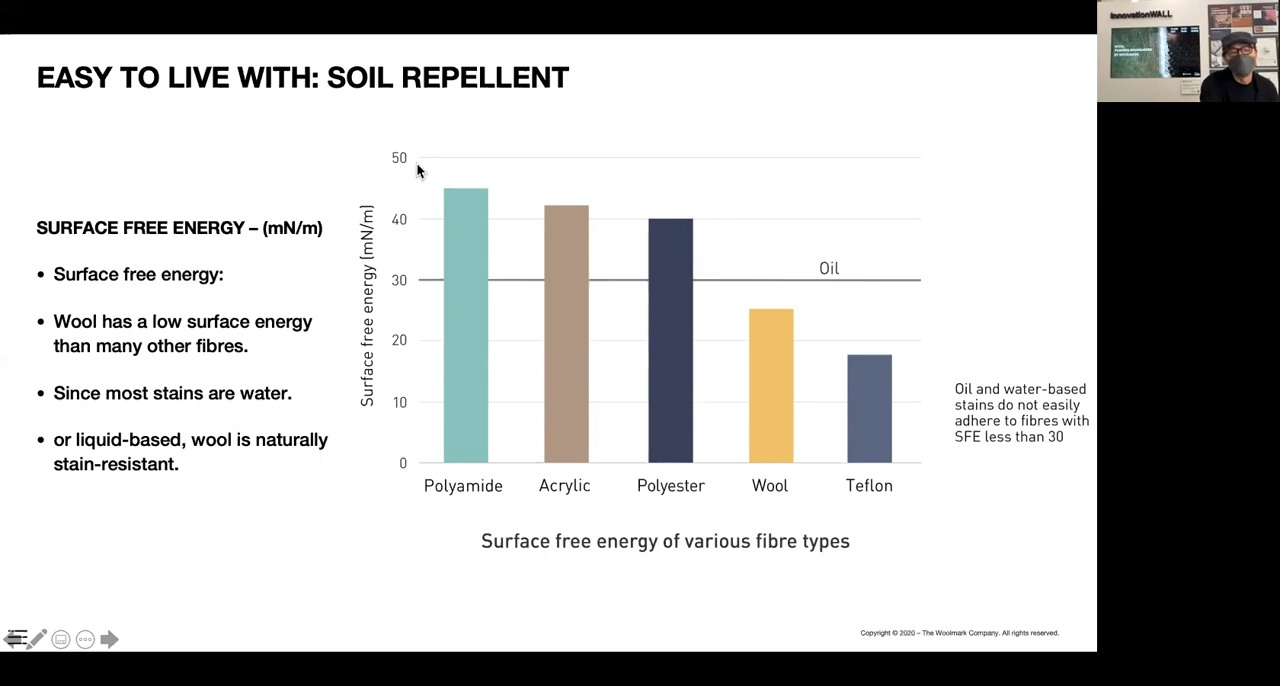 InnovationWALL
EASY TO LIVE WITH: SOIL REPELLENT
SURFACE FREE ENERGY – (mN/m)
• Surface free energy:
• Wool has a low surface energy
than many other fibres.
• Since most stains are water.
• or liquid-based, wool is naturally
stain-resistant.
Surface free energy (mN/m)
50
40
30
20
10
0
Oil
Polyamide
Acrylic
Polyester
Wool
Teflon
Surface free energy of various fibre types
Oil and water-based
stains do not easily
adhere to fibres with
SFE less than 30
Copyright © 2020 – The Woolmark Company. All rights reserved.